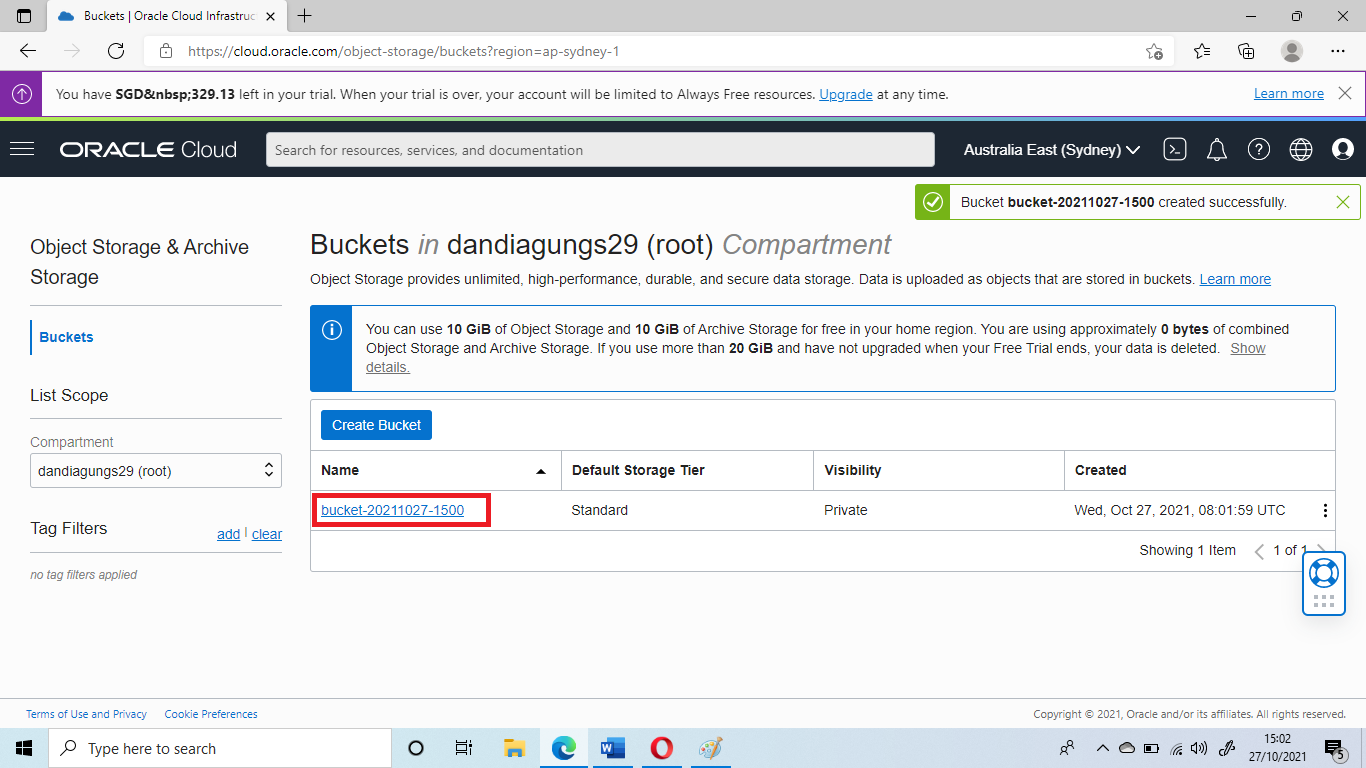 Buckets | Oracle Cloud Infrastruc
https://cloud.oracle.com/object-storage/buckets?region=ap-sydney-1
You have SGD&nbsp;329.13 left in your trial. When your trial is over, your account will be limited to Always Free resources. Upgrade at any time.
Learn more
ORACLE Cloud
Search for resources, services, and documentation
Australia East (Sydney)
Bucket bucket-20211027-1500 created successfully.
Object Storage & Archive
Storage
Buckets
List Scope
Compartment
dandiagungs29 (root)
Tag Filters
add | clear
no tag filters applied
Buckets in dandiagungs29 (root) Compartment
Object Storage provides unlimited, high-performance, durable, and secure data storage. Data is uploaded as objects that are stored in buckets. Learn more
You can use 10 GiB of Object Storage and 10 GiB of Archive Storage for free in your home region. You are using approximately 0 bytes of combined
Object Storage and Archive Storage. If you use more than 20 GiB and have not upgraded when your Free Trial ends, your data is deleted. Show
details.
Create Bucket
Name Default Storage Tier Visibility Created
bucket-20211027-1500 Standard Private Wed, Oct 27, 2021, 08:01:59 UTC
Showing 1 Item 1 of 1
Terms of Use and Privacy Cookie Preferences
Copyright © 2021, Oracle and/or its affiliates. All rights reserved.
Type here to search
15:02
27/10/2021
5